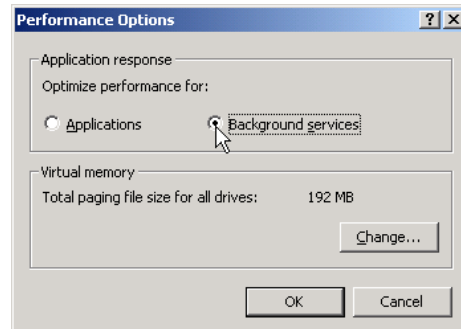 Performance Options
Application response
Optimize performance for:
Applications
Background services
Virtual memory
Total paging file size for all drives: 192 MB
Change...
OK Cancel